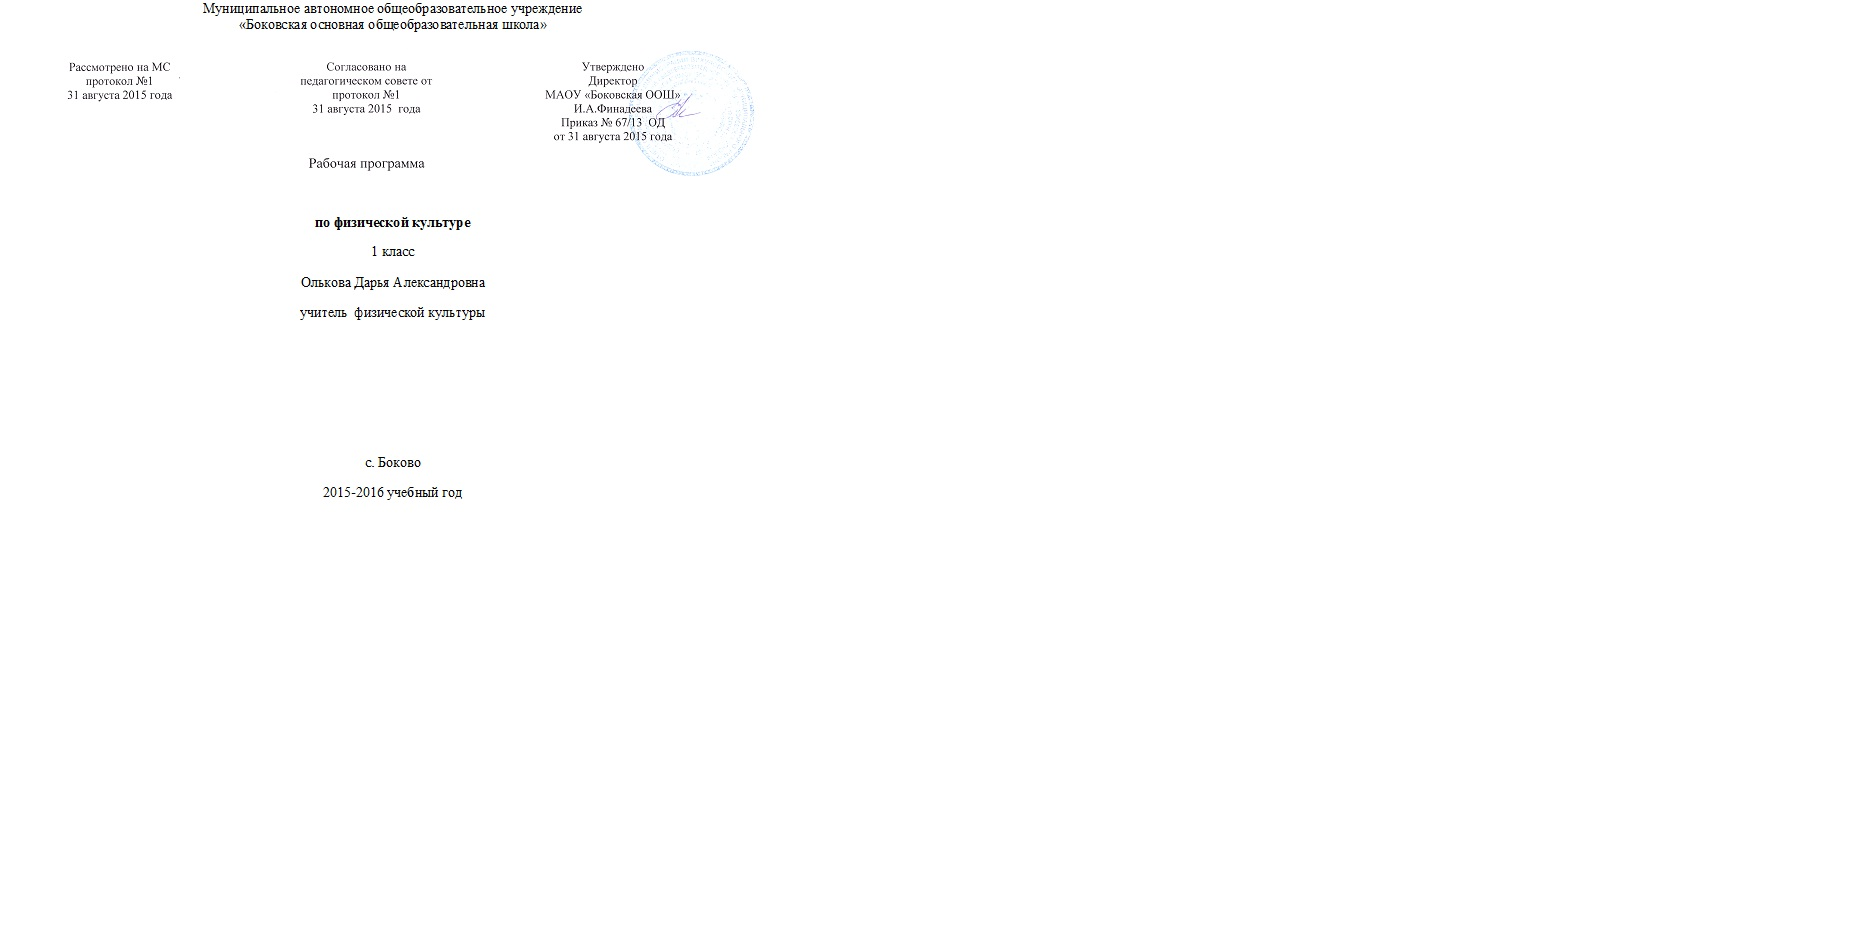 Муниципальное автономное общеобразовательное учреждение
«Боковская основная общеобразовательная школа»
Рассмотрено на МС
протокол №1
31 августа 2015 года
Согласовано на
педагогическом совете от
протокол №1
31 августа 2015 года
Утверждено
Директор
МАОУ «Боковская ООШ»
И.А.Финадеева
Приказ № 67/13 ОД
от 31 августа 2015 года
Рабочая программа
по физической культуре
1 класс
Олькова Дарья Александровна
учитель физической культуры
с. Боково
2015-2016 учебный год